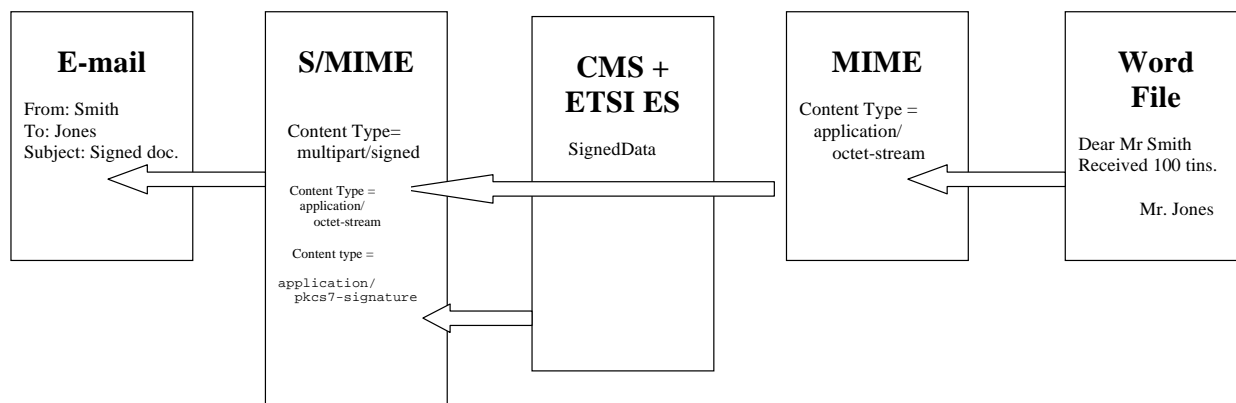 E-mail
From: Smith
To: Jones
Subject: Signed doc.
S/MIME
Content Type=
multipart/signed
Content Type =
application/
octet-stream
Content type =
application/
pkcs7-signature
CMS +
ETSI ES
SignedData
MIME
Content Type =
application/
octet-stream
Word
File
Dear Mr Smith
Received 100 tins.
Mr. Jones